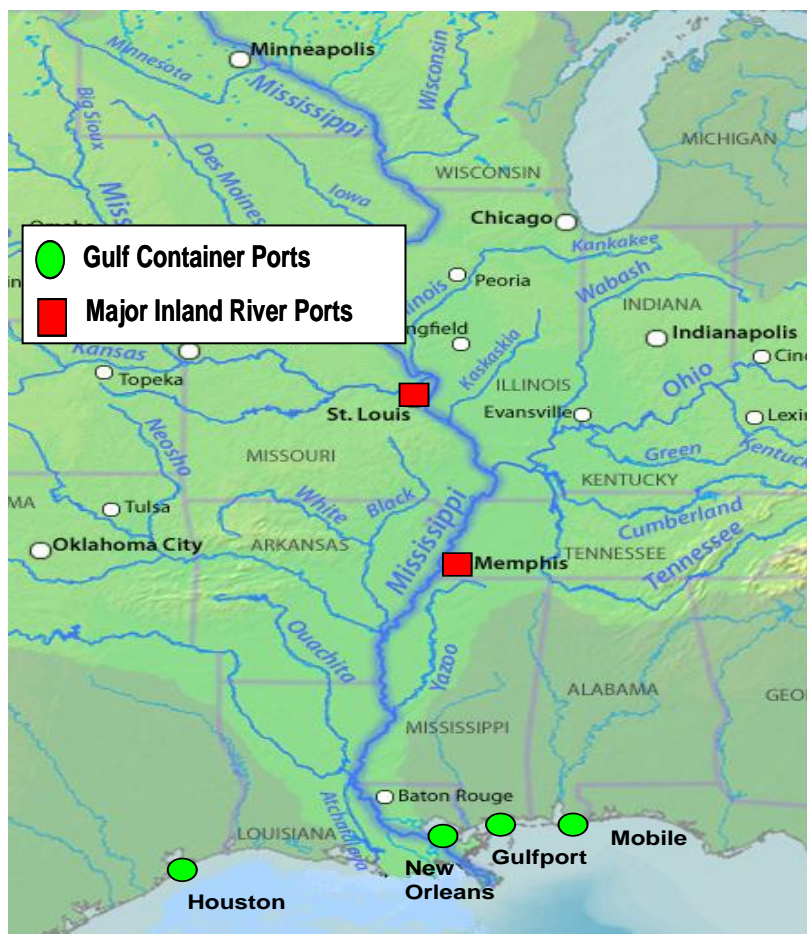 Minneapolis
Minnesota
Mississippi
Wisconsin
Big Sioux
MICHIGAN
WISCONSIN
Des Moines
Iowa
Chicago
Kankakee
Gulf Container Ports
Major Inland River Ports
Peoria
Wabash
INDIANA
Indianapolis
Kaskaskia
Kansas
Topeka
ILLINOIS
Ohio
St. Louis
Evansville
Neosho
MISSOURI
Green
Kentuck
KENTUCKY
Tulsa
White
Black
Mississippi
Cumberland
Oklahoma City
ARKANSAS
Memphis
TENNESSEE
Tennessee
Ouachita
Yazoo
ALABAMA
MISSISSIPPI
Baton Rouge
Atchafalaya
LOUISIANA
Mobile
Gulfport
New
Orleans
Houston